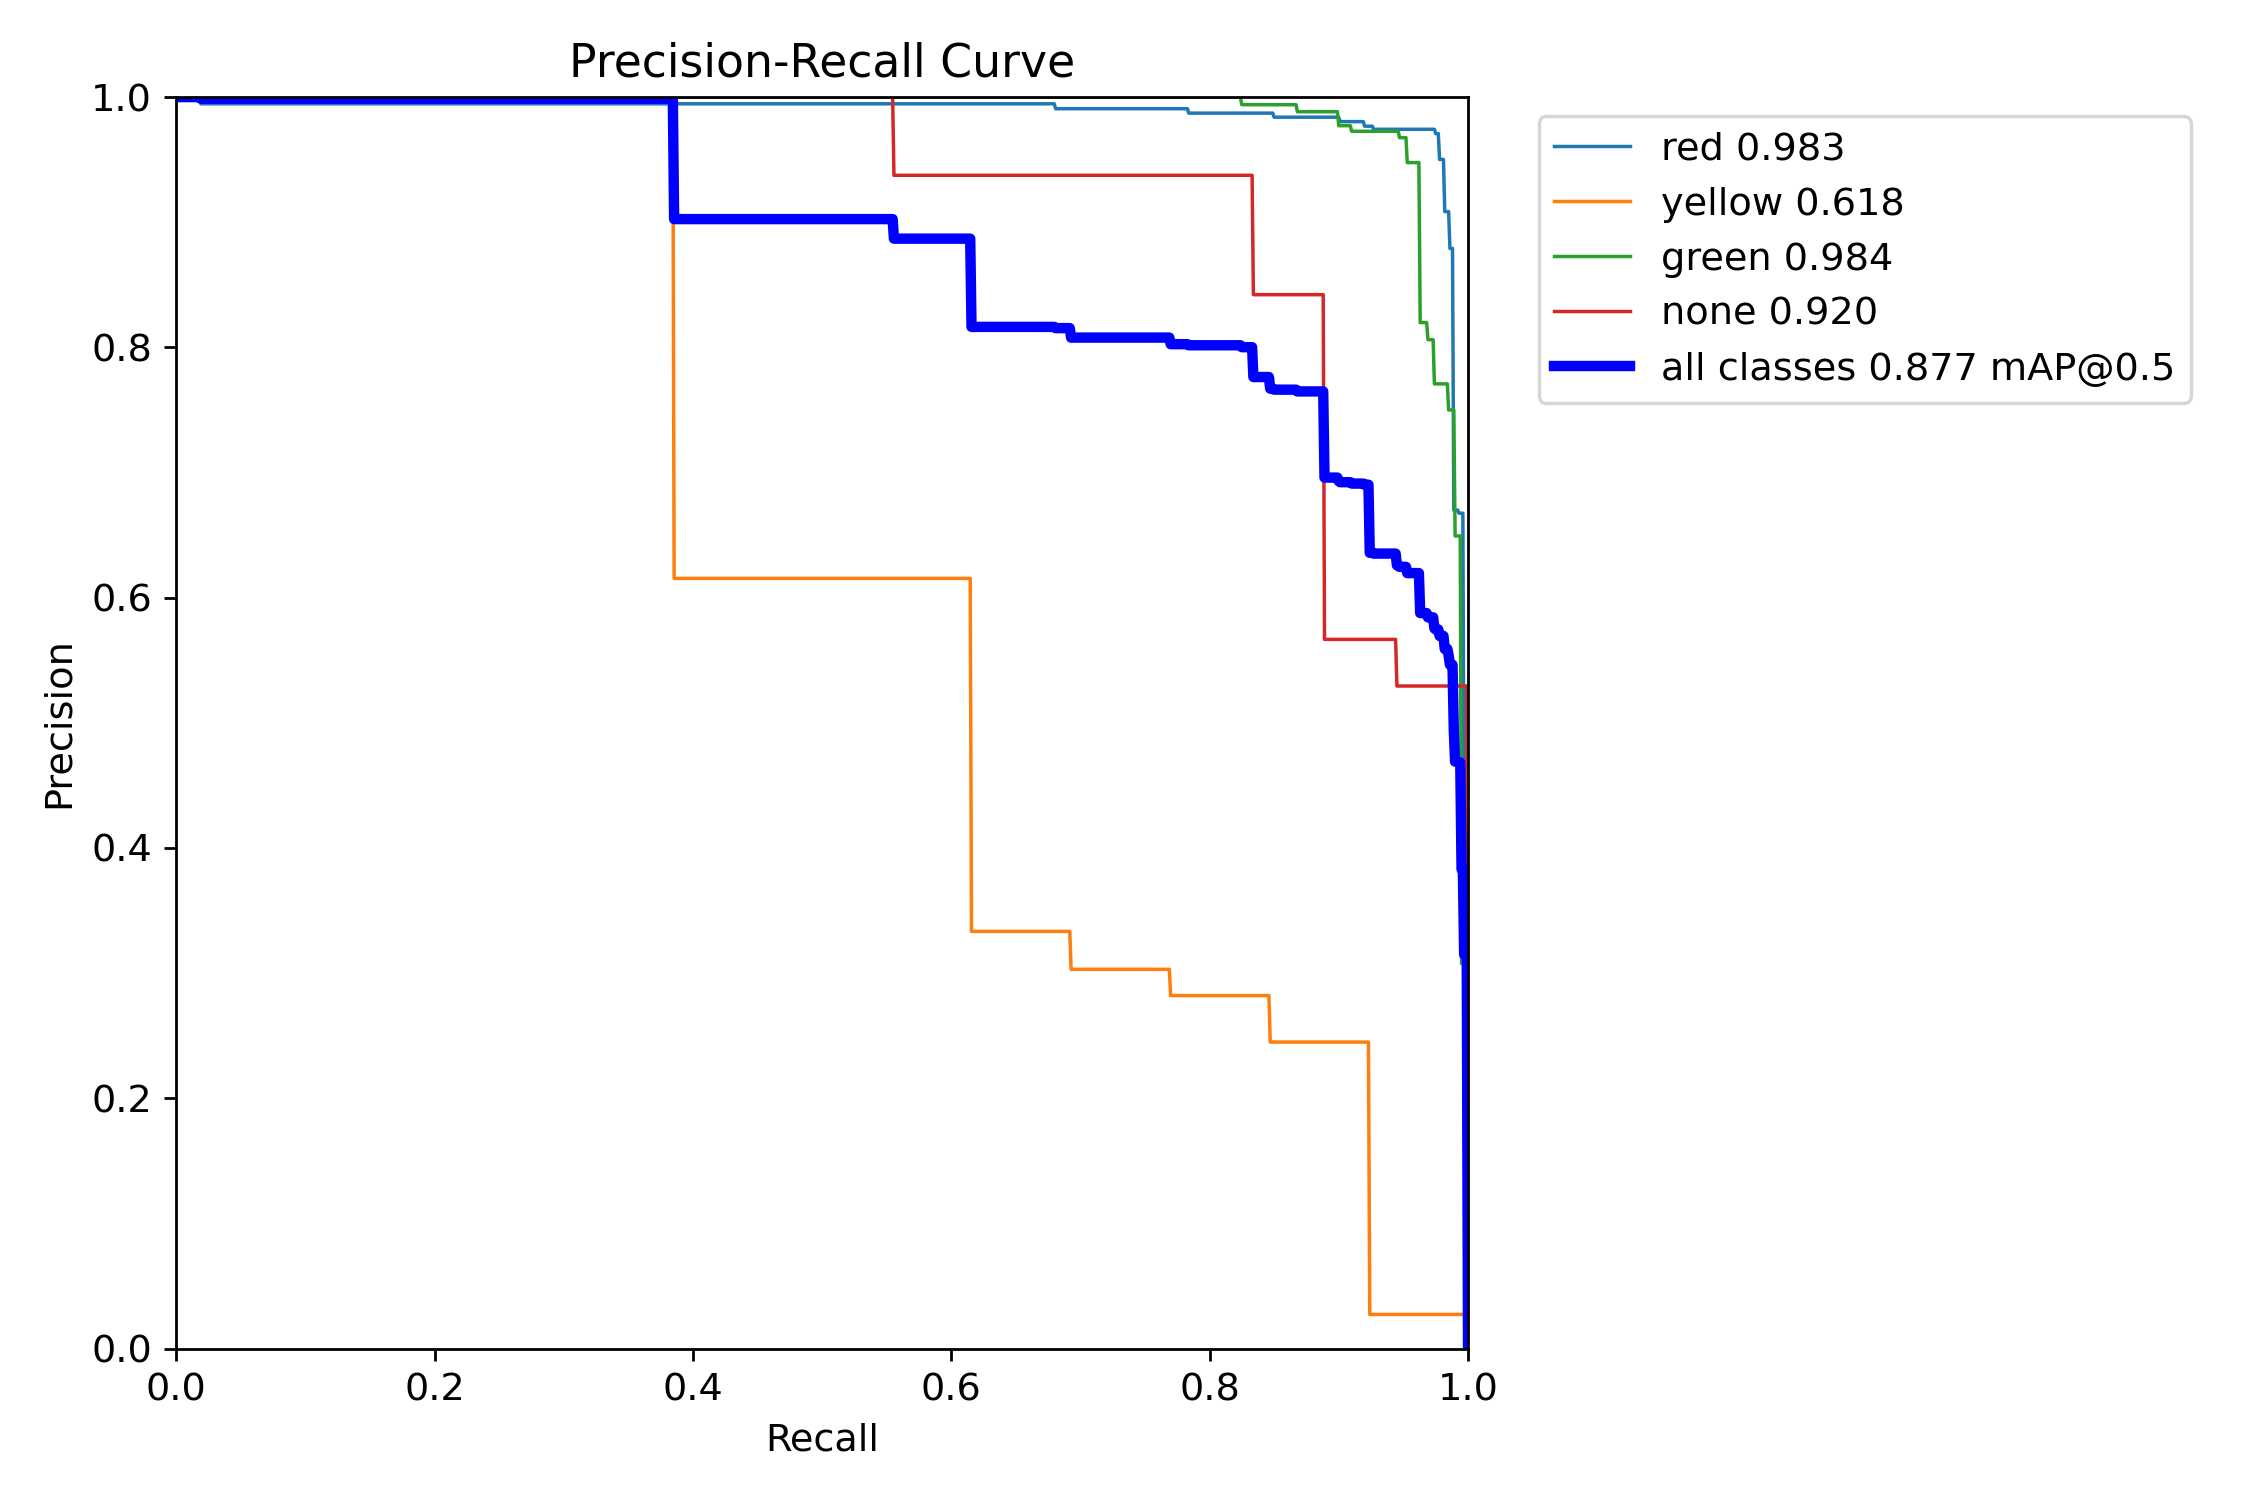 Precision-Recall Curve
1.0
0.8
0.6
0.4
0.2
0.0
Precision
0.0 0.2 0.4 0.6 0.8 1.0
Recall
red 0.983
yellow 0.618
green 0.984
none 0.920
all classes 0.877 mAP@0.5